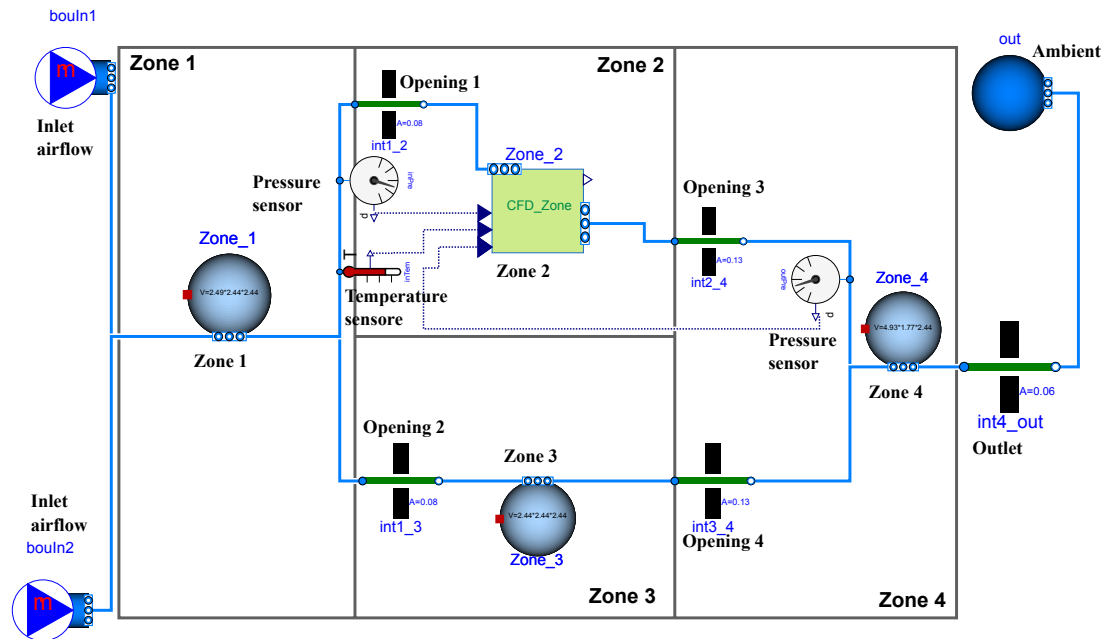 bouIn1
Inlet
airflow
Zone 1
Opening 1
A=0.08
int1_2
Zone 2
out
Ambient
Pressure
sensor
inPre
p
Zone_2
CFD_Zone
Zone 2
Opening 3
A=0.13
int2_4
Zone_1
V=2.49*2.44*2.44
Zone 1
T
inTem
Temperature
sensore
outPre
p
Pressure
sensor
Zone_4
V=4.93*1.77*2.44
Zone 4
A=0.06
int4_out
Outlet
Opening 2
A=0.08
int1_3
Zone 3
V=2.44*2.44*2.44
Zone_3
A=0.13
int3_4
Opening 4
Inlet
airflow
bouIn2
m
m
Zone 3
Zone 4